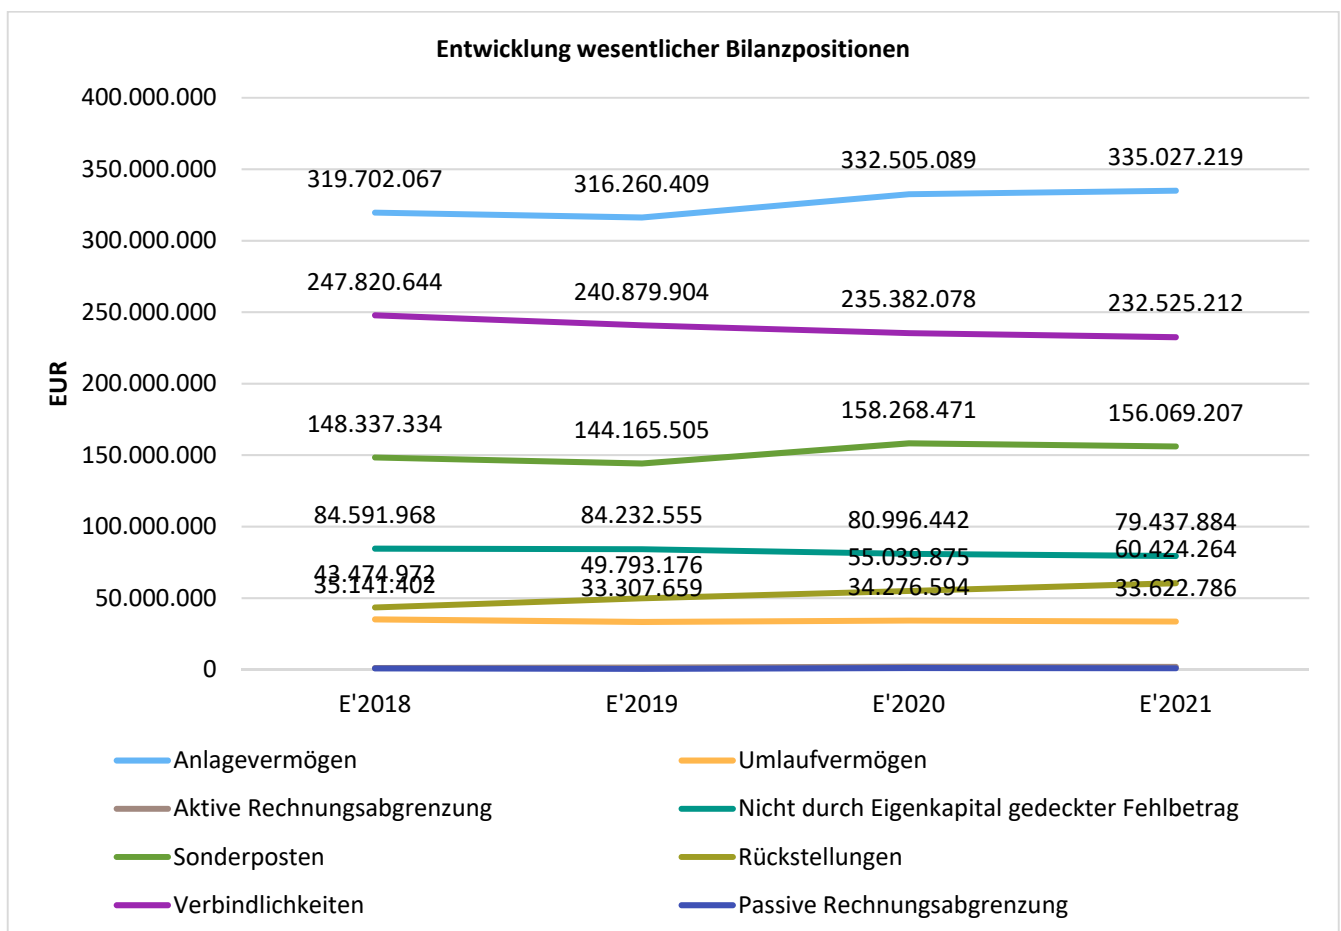 Entwicklung wesentlicher Bilanzpositionen
400.000.000
350.000.000
300.000.000
250.000.000
200.000.000
150.000.000
100.000.000
50.000.000
0
EUR
319.702.067 316.260.409 332.505.089 335.027.219
247.820.644 240.879.904 235.382.078 232.525.212
148.337.334 144.165.505 158.268.471 156.069.207
84.591.968 84.232.555 80.996.442 79.437.884
43.474.972 49.793.176 55.039.875 60.424.264
35.141.402 33.307.659 34.276.594 33.622.786
E'2018 E'2019 E'2020 E'2021
Anlagevermögen Umlaufvermögen
Aktive Rechnungsabgrenzung Nicht durch Eigenkapital gedeckter Fehlbetrag
Sonderposten Rückstellungen
Verbindlichkeiten Passive Rechnungsabgrenzung